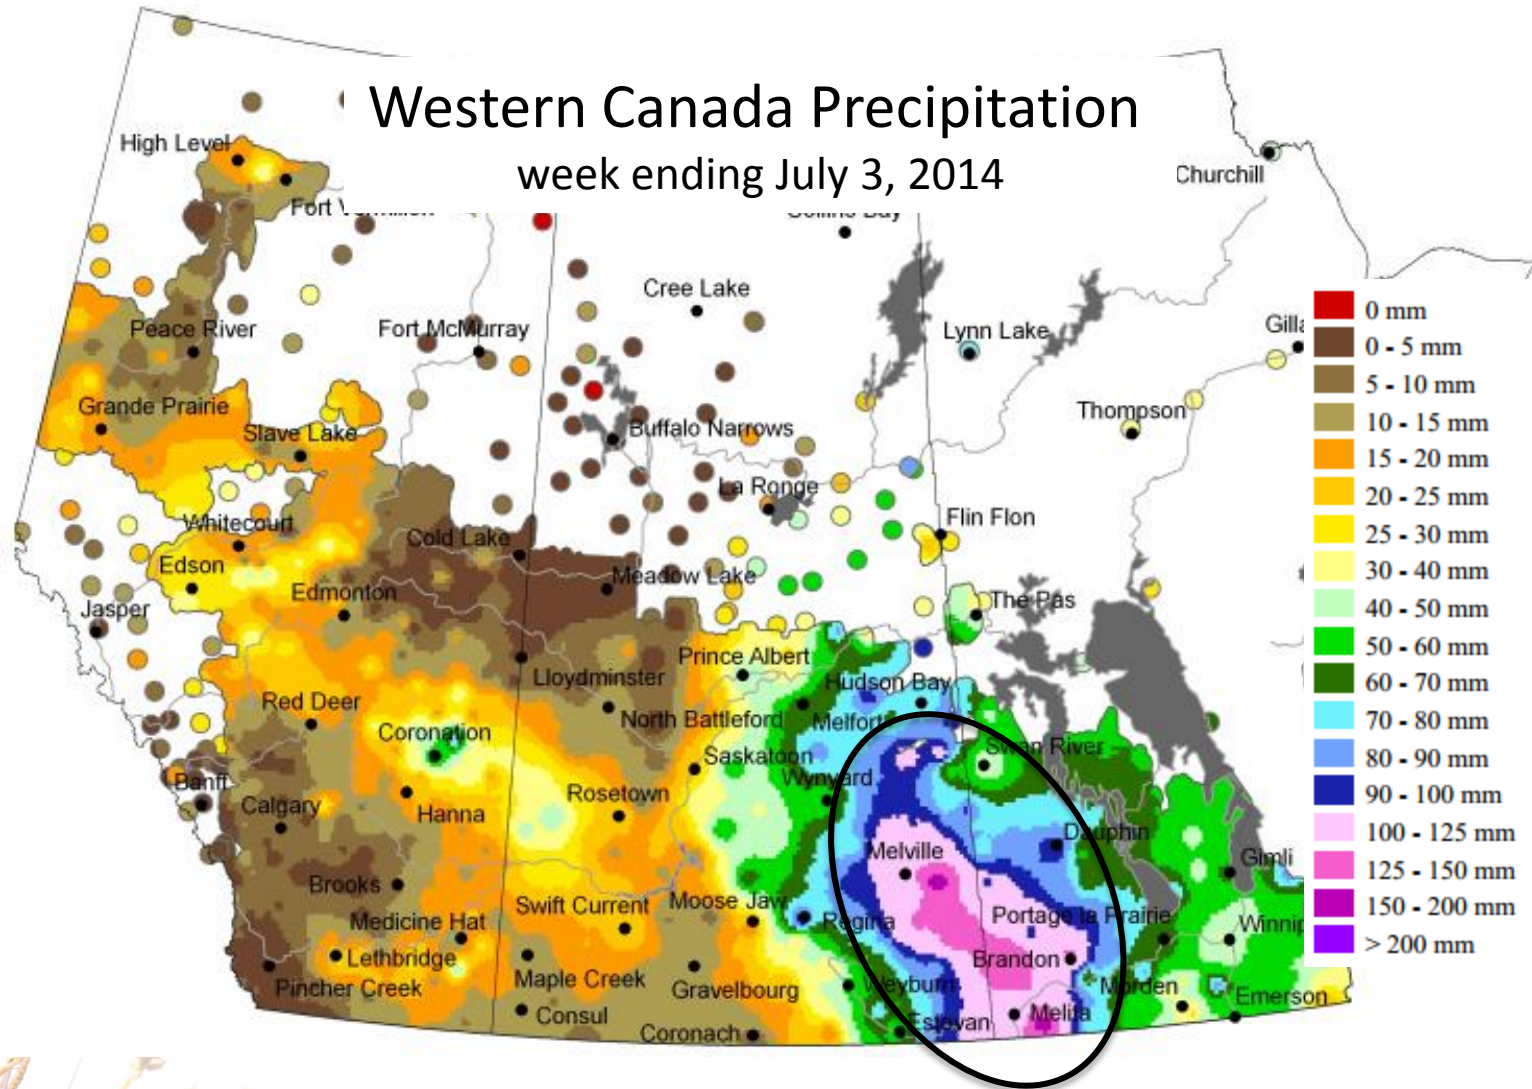 Western Canada Precipitation
week ending July 3, 2014
High Level
Churchill
Fort Vermilion
Collins Bay
Cree Lake
Peace River
Fort McMurray
Lynn Lake
Grande Prairie
Thompson
Slave Lake
Buffalo Narrows
La Ronge
Whitecourt
Flin Flon
Cold Lake
Edson
Meadow Lake
Edmonton
The Pas
Jasper
Prince Albert
Lloydminster
Hudson Bay
Red Deer
North Battleford
Melfort
Coronation
Swan River
Saskatoon
Banff
Wynyard
Calgary
Rosetown
Hanna
Dauphin
Melville
Gimli
Brooks
Swift Current
Moose Jaw
Medicine Hat
Regina
Portage la Prairie
Lethbridge
Brandon
Pincher Creek
Maple Creek
Gravelbourg
Weyburn
Morden
Emerson
Consul
Estevan
Melita
Coronach
0 mm
0 - 5 mm
5 - 10 mm
10 - 15 mm
15 - 20 mm
20 - 25 mm
25 - 30 mm
30 - 40 mm
40 - 50 mm
50 - 60 mm
60 - 70 mm
70 - 80 mm
80 - 90 mm
90 - 100 mm
100 - 125 mm
125 - 150 mm
150 - 200 mm
> 200 mm